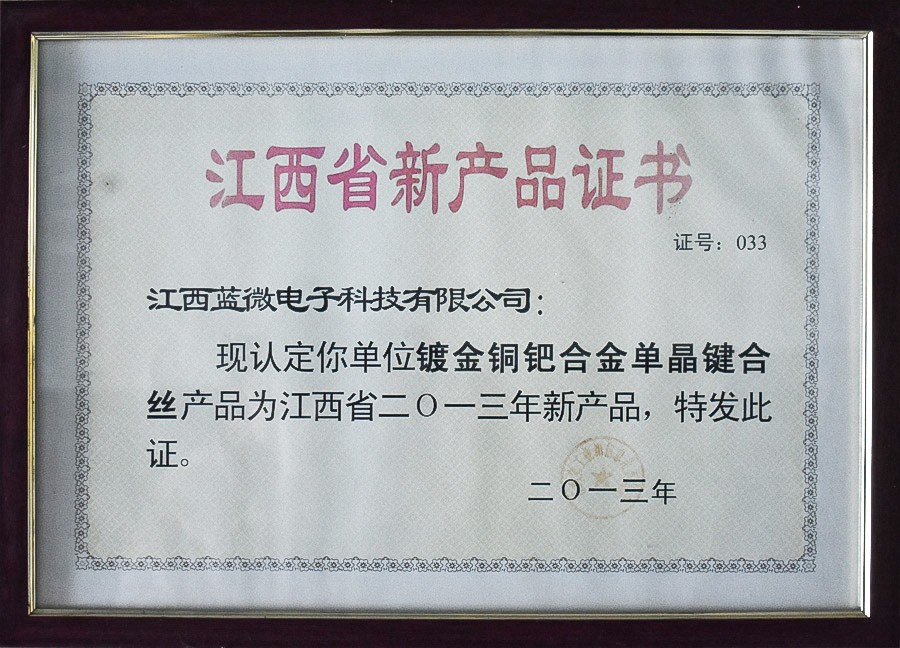 江西省新产品证书
证号：033
江西蓝微电子科技有限公司：
现认定你单位镀金铜钯合金单晶键合
丝产品为江西省二〇一三年新产品，特发此
证。
二〇一三年